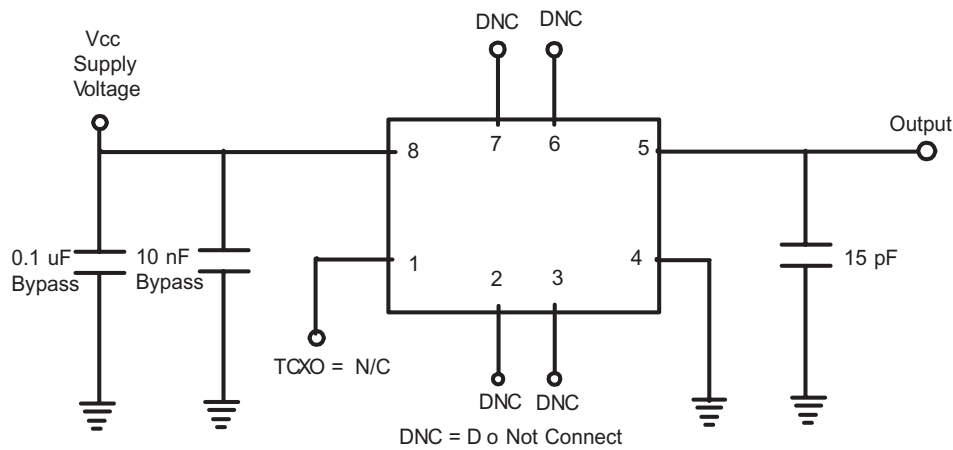 DNC
DNC
Vcc
Supply
Voltage
Output
8
7
6
5
0.1 uF
Bypass
10 nF
Bypass
1
2
3
4
15 pF
TCXO = N/C
DNC
DNC
DNC = D o Not Connect